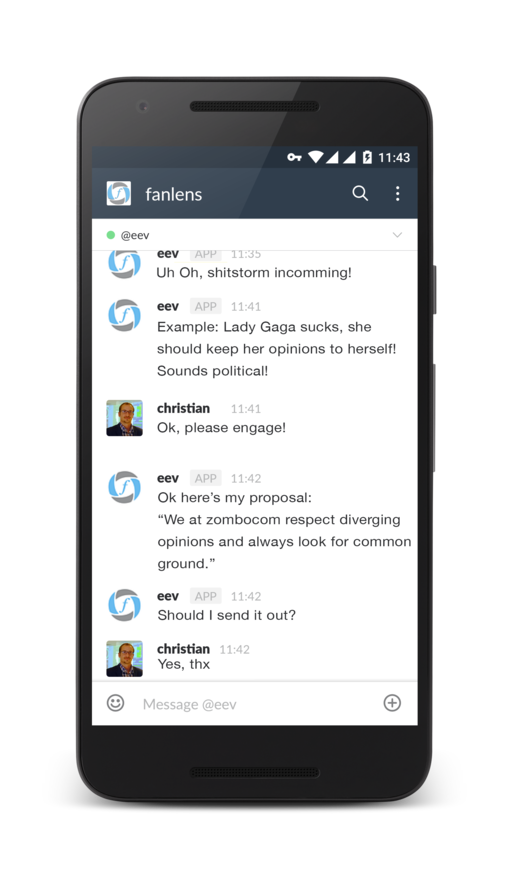 11:43
fanlens
@eev
eev APP 11:35
Uh Oh, shitstorm incomming!
eev APP 11:41
Example: Lady Gaga sucks, she
should keep her opinions to herself!
Sounds political!
christian 11:41
Ok, please engage!
eev APP 11:42
Ok here's my proposal:
“We at zombocom respect diverging
opinions and always look for common
ground.”
eev APP 11:42
Should I send it out?
christian 11:42
Yes, thx
Message @eev